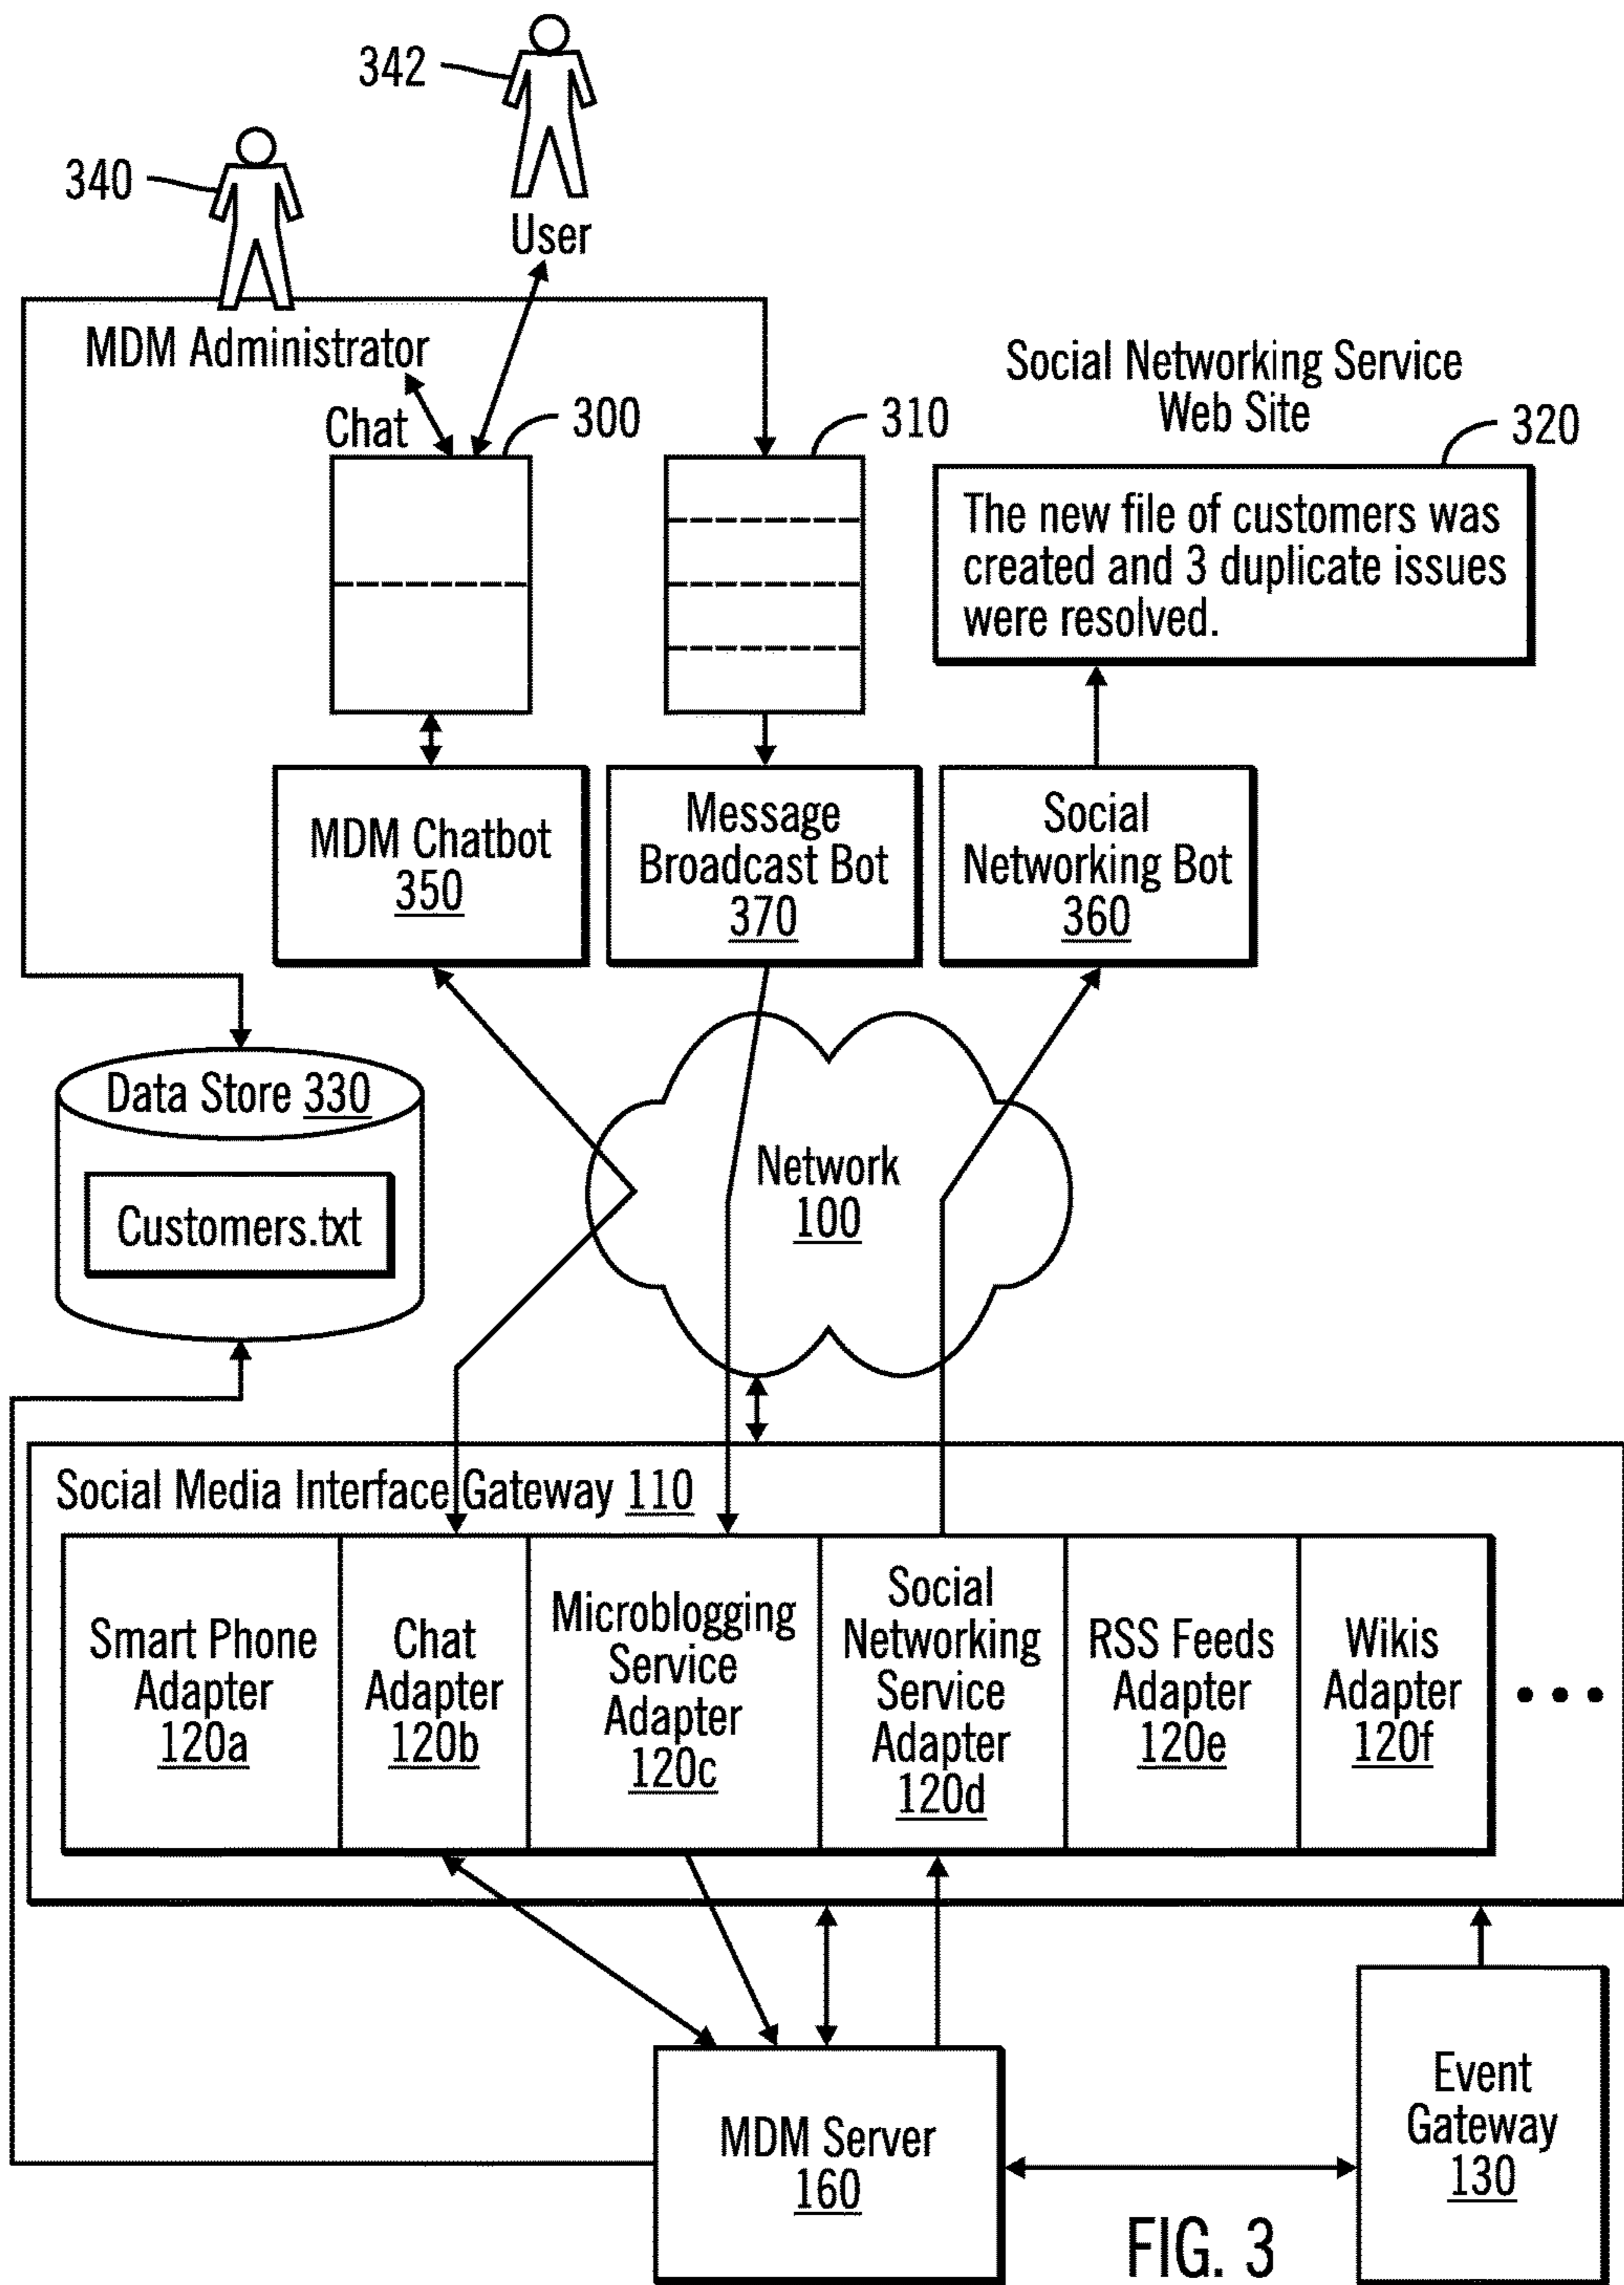 342
340
User
MDM Administrator
Chat
300
310
Social Networking Service
Web Site
320
The new file of customers was
created and 3 duplicate issues
were resolved.
MDM Chatbot
350
Message
Broadcast Bot
370
Social
Networking Bot
360
Data Store 330
Customers.txt
Network
100
Social Media Interface Gateway 110
Smart Phone
Adapter
120a
Chat
Adapter
120b
Microblogging
Service
Adapter
120c
Social
Networking
Service
Adapter
120d
RSS Feeds
Adapter
120e
Wikis
Adapter
120f
• • •
MDM Server
160
Event
Gateway
130
FIG. 3